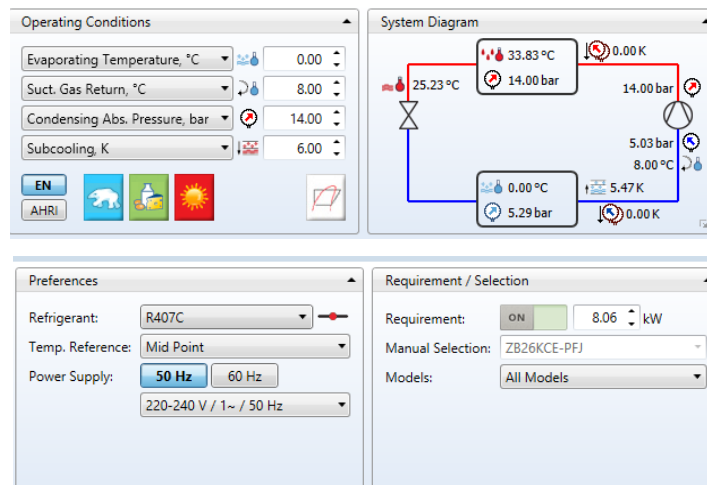 Operating Conditions
Evaporating Temperature, °C 0.00
Suct. Gas Return, °C 8.00
Condensing Abs. Pressure, bar 14.00
Subcooling, K 6.00
EN
AHRI
System Diagram
33.83 °C 0.00 K
25.23 °C 14.00 bar 14.00 bar
5.03 bar
8.00 °C
0.00 °C 5.47 K
5.29 bar 0.00 K
Preferences
Refrigerant: R407C
Temp. Reference: Mid Point
Power Supply: 50 Hz 60 Hz
220-240 V / 1~ / 50 Hz
Requirement / Selection
Requirement: ON 8.06 kW
Manual Selection: ZB26KCE-PFJ
Models: All Models